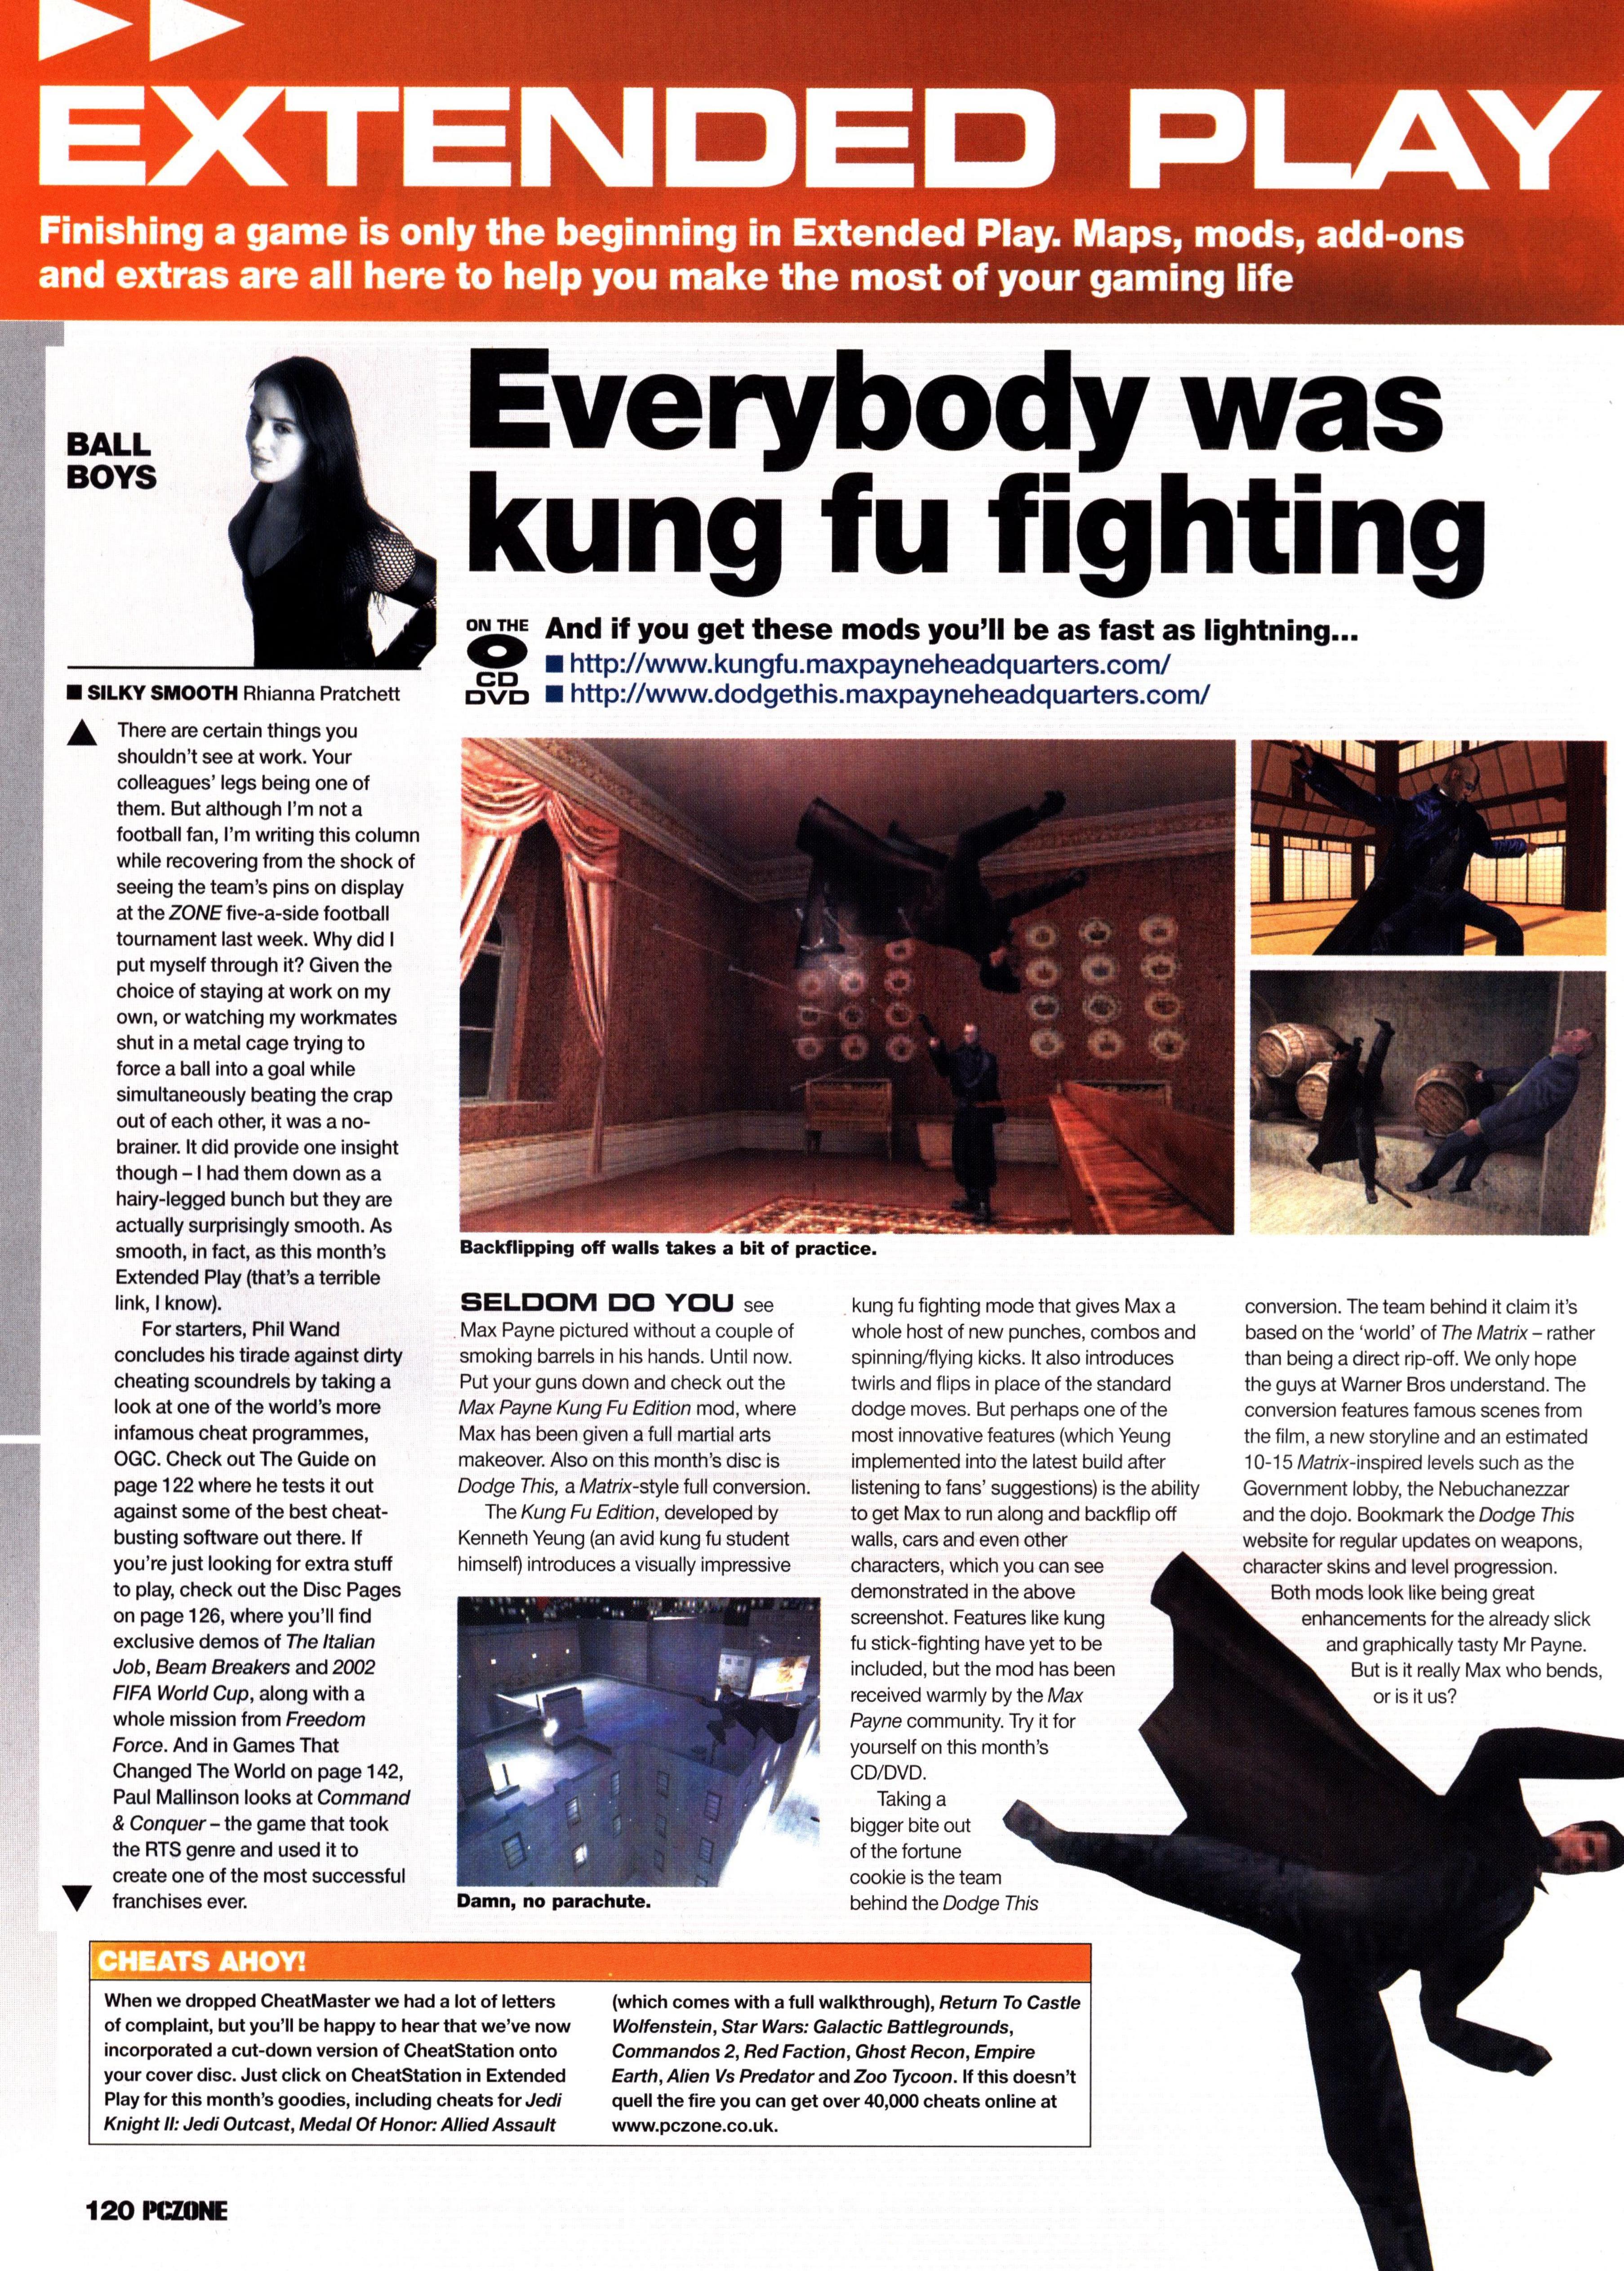 EXTENDED PLAY
Finishing a game is only the beginning in Extended Play. Maps, mods, add-ons
and extras are all here to help you make the most of your gaming life
BALL
BOYS
■ SILKY SMOOTH Rhianna Pratchett
There are certain things you
shouldn't see at work. Your
colleagues' legs being one of
them. But although I'm not a
football fan, I'm writing this column
while recovering from the shock of
seeing the team's pins on display
at the ZONE five-a-side football
tournament last week. Why did I
put myself through it? Given the
choice of staying at work on my
own, or watching my workmates
shut in a metal cage trying to
force a ball into a goal while
simultaneously beating the crap
out of each other, it was a no-
brainer. It did provide one insight
though – I had them down as a
hairy-legged bunch but they are
actually surprisingly smooth. As
smooth, in fact, as this month's
Extended Play (that's a terrible
link, I know).
For starters, Phil Wand
concludes his tirade against dirty
cheating scoundrels by taking a
look at one of the world's more
infamous cheat programmes,
OGC. Check out The Guide on
page 122 where he tests it out
against some of the best cheat-
busting software out there. If
you're just looking for extra stuff
to play, check out the Disc Pages
on page 126, where you'll find
exclusive demos of The Italian
Job, Beam Breakers and 2002
FIFA World Cup, along with a
whole mission from Freedom
Force. And in Games That
Changed The World on page 142,
Paul Mallinson looks at Command
& Conquer – the game that took
the RTS genre and used it to
create one of the most successful
franchises ever.
Everybody was
kung fu fighting
ON THE
CD
DVD
And if you get these mods you'll be as fast as lightning...
■ http://www.kungfu.maxpayneheadquarters.com/
■ http://www.dodgethis.maxpayneheadquarters.com/
Backflipping off walls takes a bit of practice.
SELDOM DO YOU see
Max Payne pictured without a couple of
smoking barrels in his hands. Until now.
Put your guns down and check out the
Max Payne Kung Fu Edition mod, where
Max has been given a full martial arts
makeover. Also on this month's disc is
Dodge This, a Matrix-style full conversion.
The Kung Fu Edition, developed by
Kenneth Yeung (an avid kung fu student
himself) introduces a visually impressive
Damn, no parachute.
kung fu fighting mode that gives Max a
whole host of new punches, combos and
spinning/flying kicks. It also introduces
twirls and flips in place of the standard
dodge moves. But perhaps one of the
most innovative features (which Yeung
implemented into the latest build after
listening to fans' suggestions) is the ability
to get Max to run along and backflip off
walls, cars and even other
characters, which you can see
demonstrated in the above
screenshot. Features like kung
fu stick-fighting have yet to be
included, but the mod has been
received warmly by the Max
Payne community. Try it for
yourself on this month's
CD/DVD.
Taking a
bigger bite out
of the fortune
cookie is the team
behind the Dodge This
conversion. The team behind it claim it's
based on the 'world' of The Matrix – rather
than being a direct rip-off. We only hope
the guys at Warner Bros understand. The
conversion features famous scenes from
the film, a new storyline and an estimated
10-15 Matrix-inspired levels such as the
Government lobby, the Nebuchanezzar
and the dojo. Bookmark the Dodge This
website for regular updates on weapons,
character skins and level progression.
Both mods look like being great
enhancements for the already slick
and graphically tasty Mr Payne.
But is it really Max who bends,
or is it us?
CHEATS AHOY!
When we dropped CheatMaster we had a lot of letters
of complaint, but you'll be happy to hear that we've now
incorporated a cut-down version of CheatStation onto
your cover disc. Just click on CheatStation in Extended
Play for this month's goodies, including cheats for Jedi
Knight II: Jedi Outcast, Medal Of Honor: Allied Assault
(which comes with a full walkthrough), Return To Castle
Wolfenstein, Star Wars: Galactic Battlegrounds,
Commandos 2, Red Faction, Ghost Recon, Empire
Earth, Alien Vs Predator and Zoo Tycoon. If this doesn't
quell the fire you can get over 40,000 cheats online at
www.pczone.co.uk.
120 PCZONE